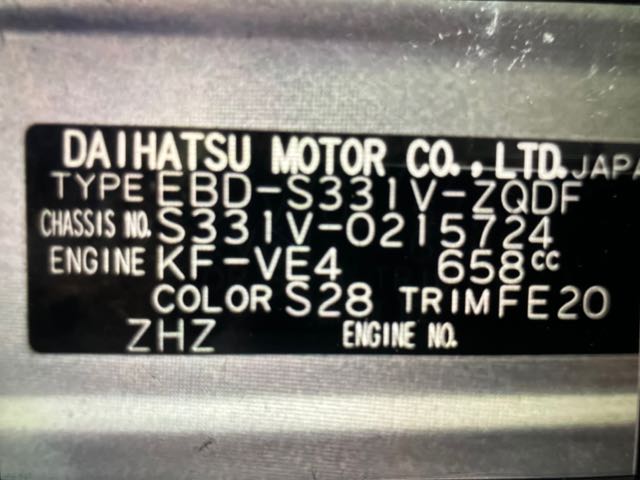 DAIHATSU MOTOR CO.,LTD.JAPA
TYPE EBD-S331V-ZQDF
CHASSIS NO. S331V-0215724
ENGINE KF-VE4 658cc
COLOR S28 TRIM FE20
ZHZ ENGINE NO.